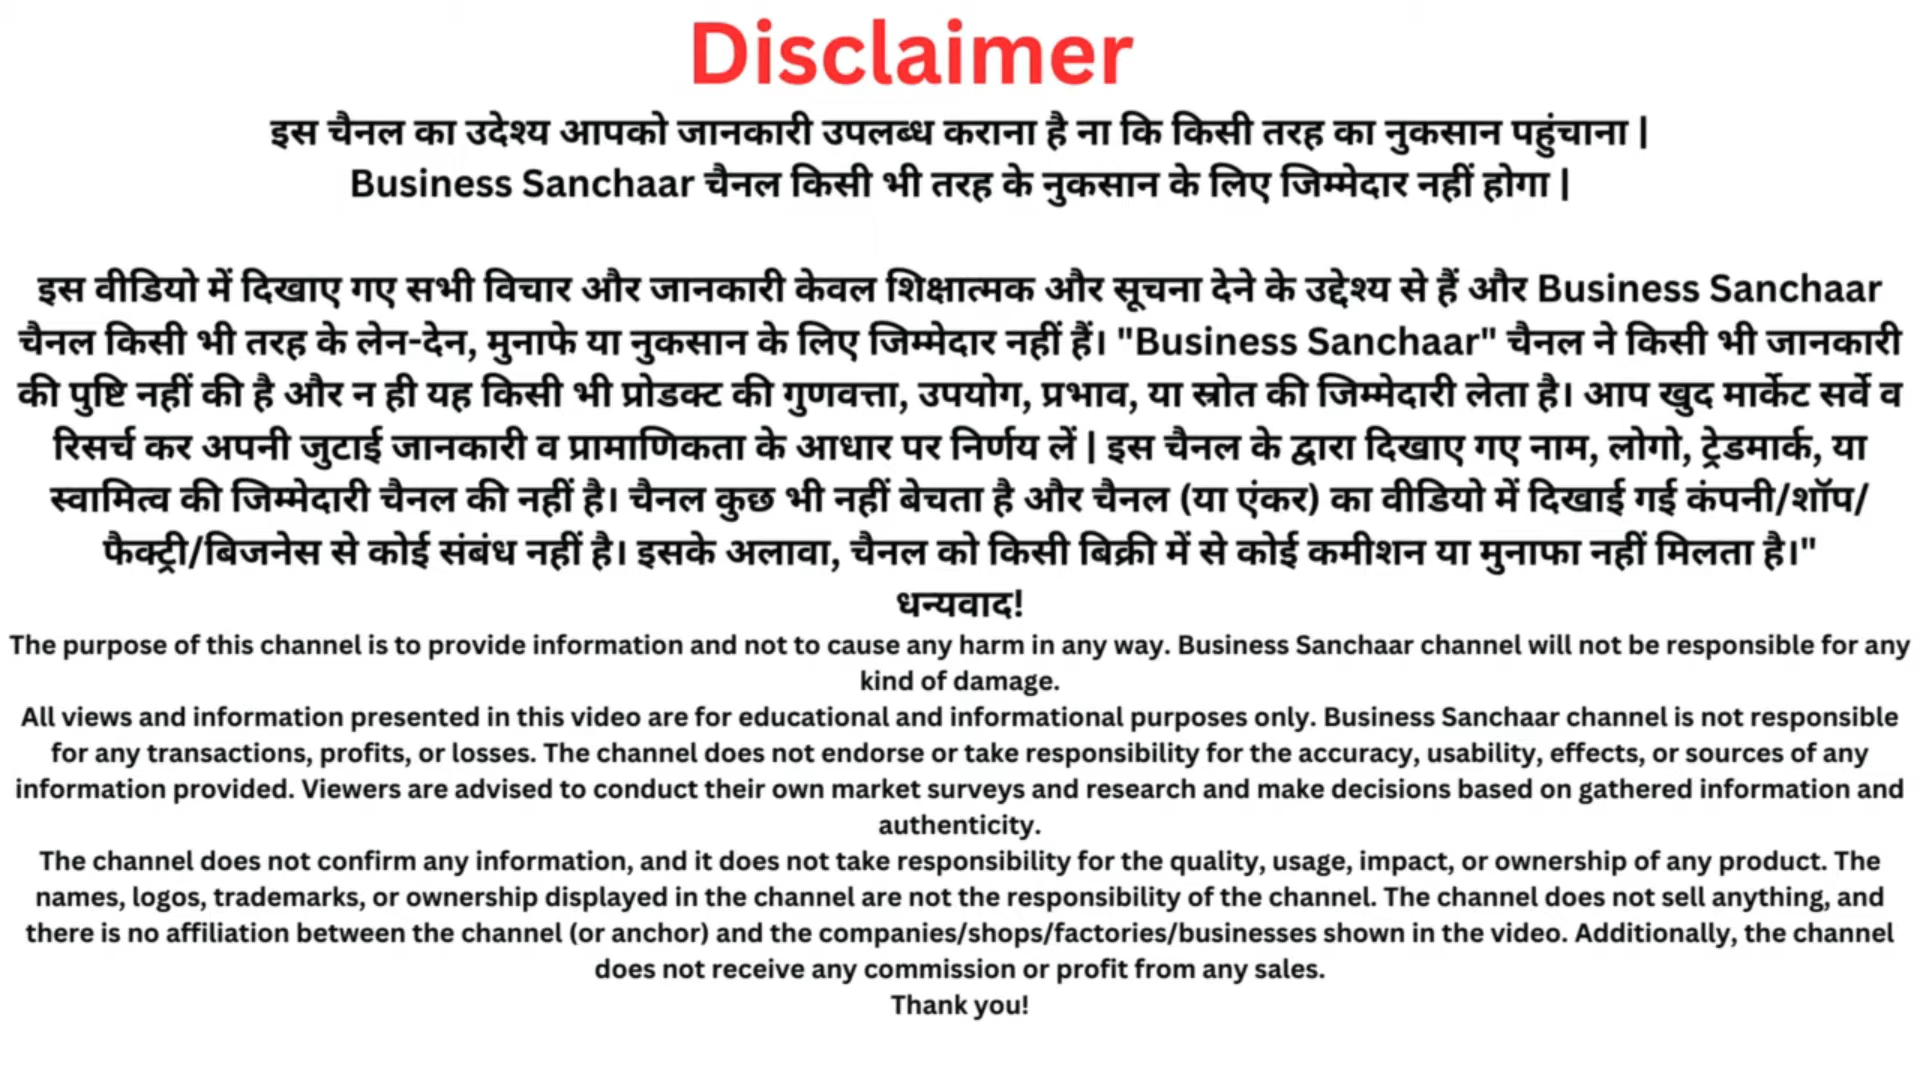 Disclaimer
इस चैनल का उदेश्य आपको जानकारी उपलब्ध कराना है ना कि किसी तरह का नुकसान पहुंचाना |
Business Sanchaar चैनल किसी भी तरह के नुकसान के लिए जिम्मेदार नहीं होगा |
इस वीडियो में दिखाए गए सभी विचार और जानकारी केवल शिक्षात्मक और सूचना देने के उद्देश्य से हैं और Business Sanchaar
चैनल किसी भी तरह के लेन-देन, मुनाफे या नुकसान के लिए जिम्मेदार नहीं हैं। "Business Sanchaar" चैनल ने किसी भी जानकारी
की पुष्टि नहीं की है और न ही यह किसी भी प्रोडक्ट की गुणवत्ता, उपयोग, प्रभाव, या स्रोत की जिम्मेदारी लेता है। आप खुद मार्केट सर्वे व
रिसर्च कर अपनी जुटाई जानकारी व प्रामाणिकता के आधार पर निर्णय लें | इस चैनल के द्वारा दिखाए गए नाम, लोगो, ट्रेडमार्क, या
स्वामित्व की जिम्मेदारी चैनल की नहीं है। चैनल कुछ भी नहीं बेचता है और चैनल (या एंकर) का वीडियो में दिखाई गई कंपनी/शॉप/
फैक्ट्री/बिजनेस से कोई संबंध नहीं है। इसके अलावा, चैनल को किसी बिक्री में से कोई कमीशन या मुनाफा नहीं मिलता है।"
धन्यवाद!
The purpose of this channel is to provide information and not to cause any harm in any way. Business Sanchaar channel will not be responsible for any
kind of damage.
All views and information presented in this video are for educational and informational purposes only. Business Sanchaar channel is not responsible
for any transactions, profits, or losses. The channel does not endorse or take responsibility for the accuracy, usability, effects, or sources of any
information provided. Viewers are advised to conduct their own market surveys and research and make decisions based on gathered information and
authenticity.
The channel does not confirm any information, and it does not take responsibility for the quality, usage, impact, or ownership of any product. The
names, logos, trademarks, or ownership displayed in the channel are not the responsibility of the channel. The channel does not sell anything, and
there is no affiliation between the channel (or anchor) and the companies/shops/factories/businesses shown in the video. Additionally, the channel
does not receive any commission or profit from any sales.
Thank you!